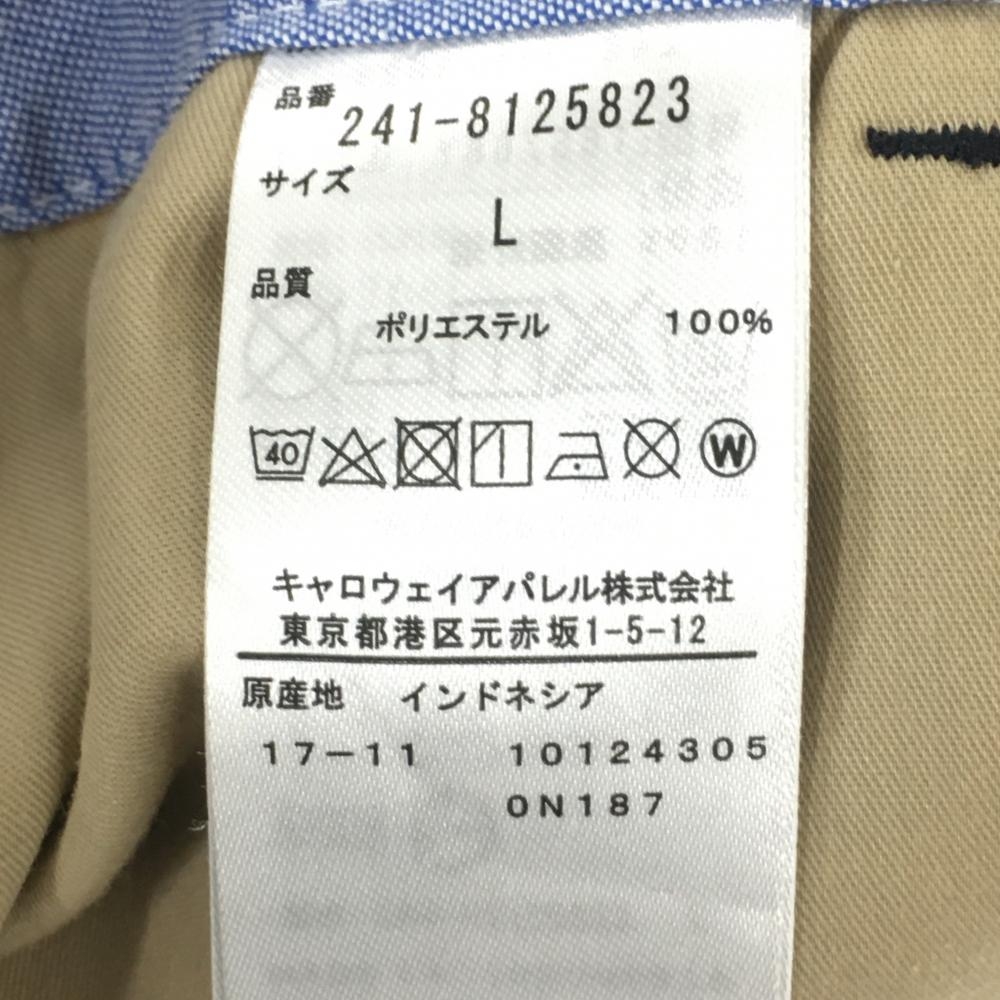 品番 241-8125823
サイズ
L
品質
ポリエステル 100%
40 W
キャロウェイアパレル株式会社
東京都港区元赤坂1-5-12
原産地 インドネシア
17-11 10124305
0N187